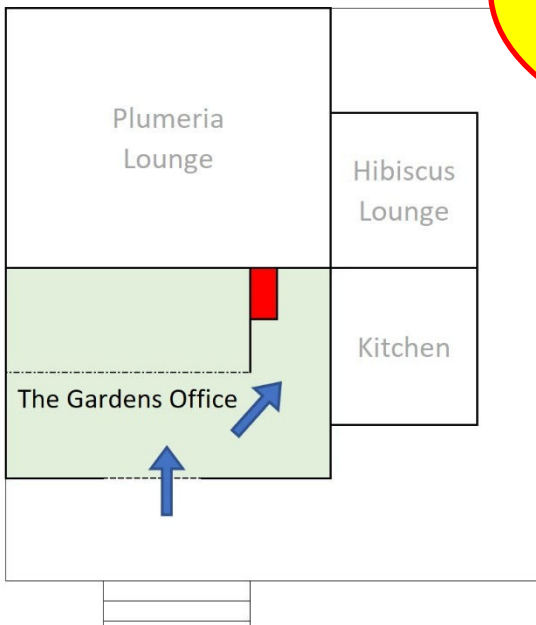 Plumeria
Lounge
Hibiscus
Lounge
Kitchen
The Gardens Office